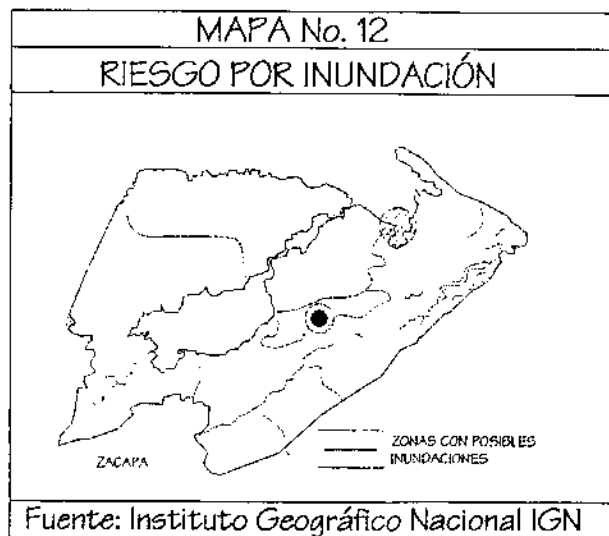 MAPA No. 12
RIESGO POR INUNDACIÓN
ZONAS CON POSIBLES
INUNDACIONES
ZACAPA
Fuente: Instituto Geográfico Nacional IGN